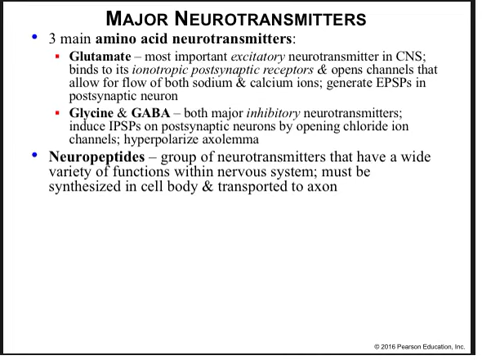 MAJOR NEUROTRANSMITTERS
• 3 main amino acid neurotransmitters:
▪ Glutamate – most important excitatory neurotransmitter in CNS;
binds to its ionotropic postsynaptic receptors & opens channels that
allow for flow of both sodium & calcium ions; generate EPSPs in
postsynaptic neuron
▪ Glycine & GABA – both major inhibitory neurotransmitters;
induce IPSPs on postsynaptic neurons by opening chloride ion
channels; hyperpolarize axolemma
• Neuropeptides – group of neurotransmitters that have a wide
variety of functions within nervous system; must be
synthesized in cell body & transported to axon
© 2016 Pearson Education, Inc.